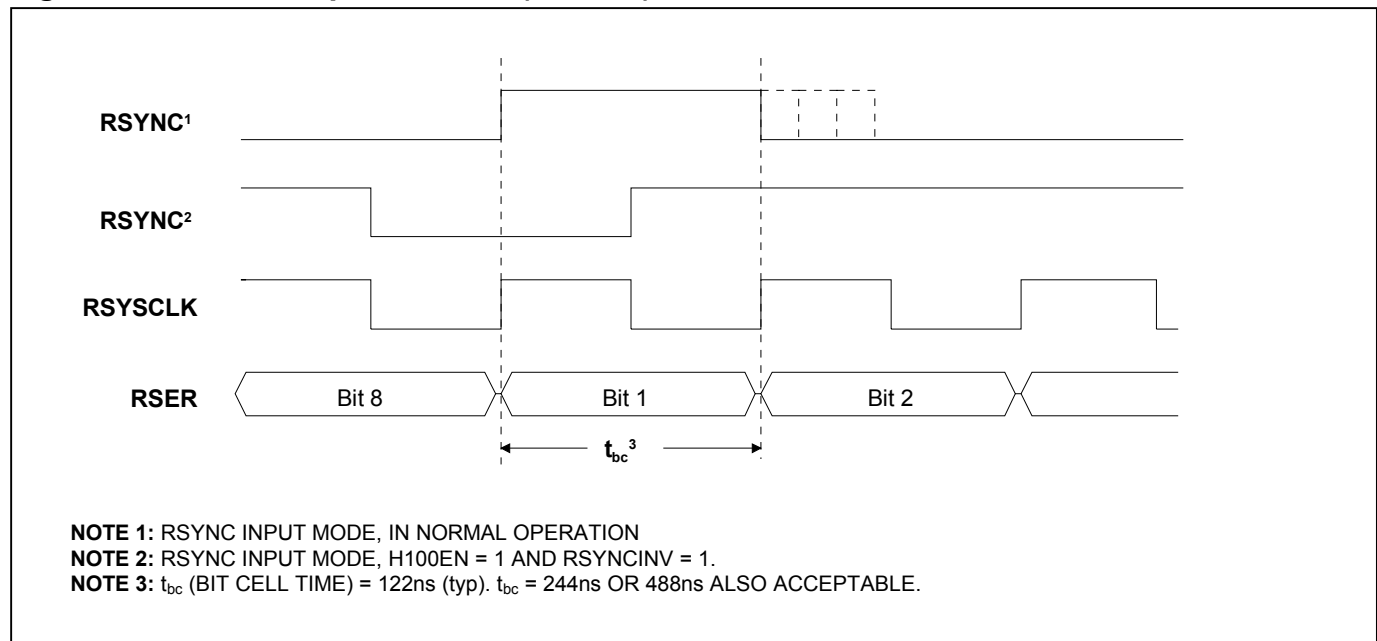 RSYNC¹
RSYNC²
RSYSCLK
RSER
Bit 8
Bit 1
Bit 2
tbc³
NOTE 1: RSYNC INPUT MODE, IN NORMAL OPERATION
NOTE 2: RSYNC INPUT MODE, H100EN = 1 AND RSYNCINV = 1.
NOTE 3: tbc (BIT CELL TIME) = 122ns (typ). tbc = 244ns OR 488ns ALSO ACCEPTABLE.